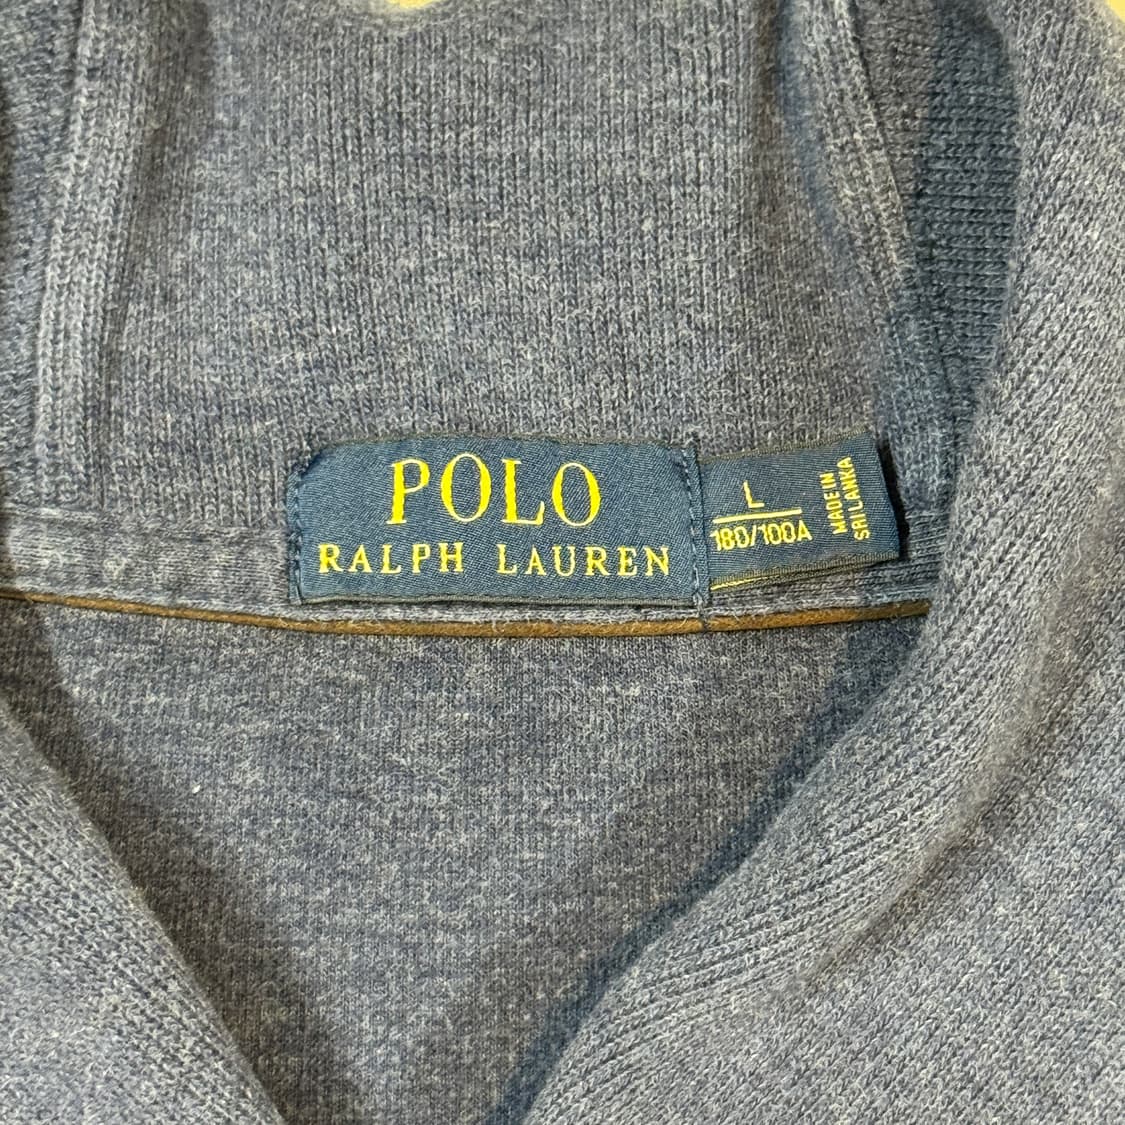 POLO
RALPH LAUREN
L
180/100A
MADE IN
SRI LANKA